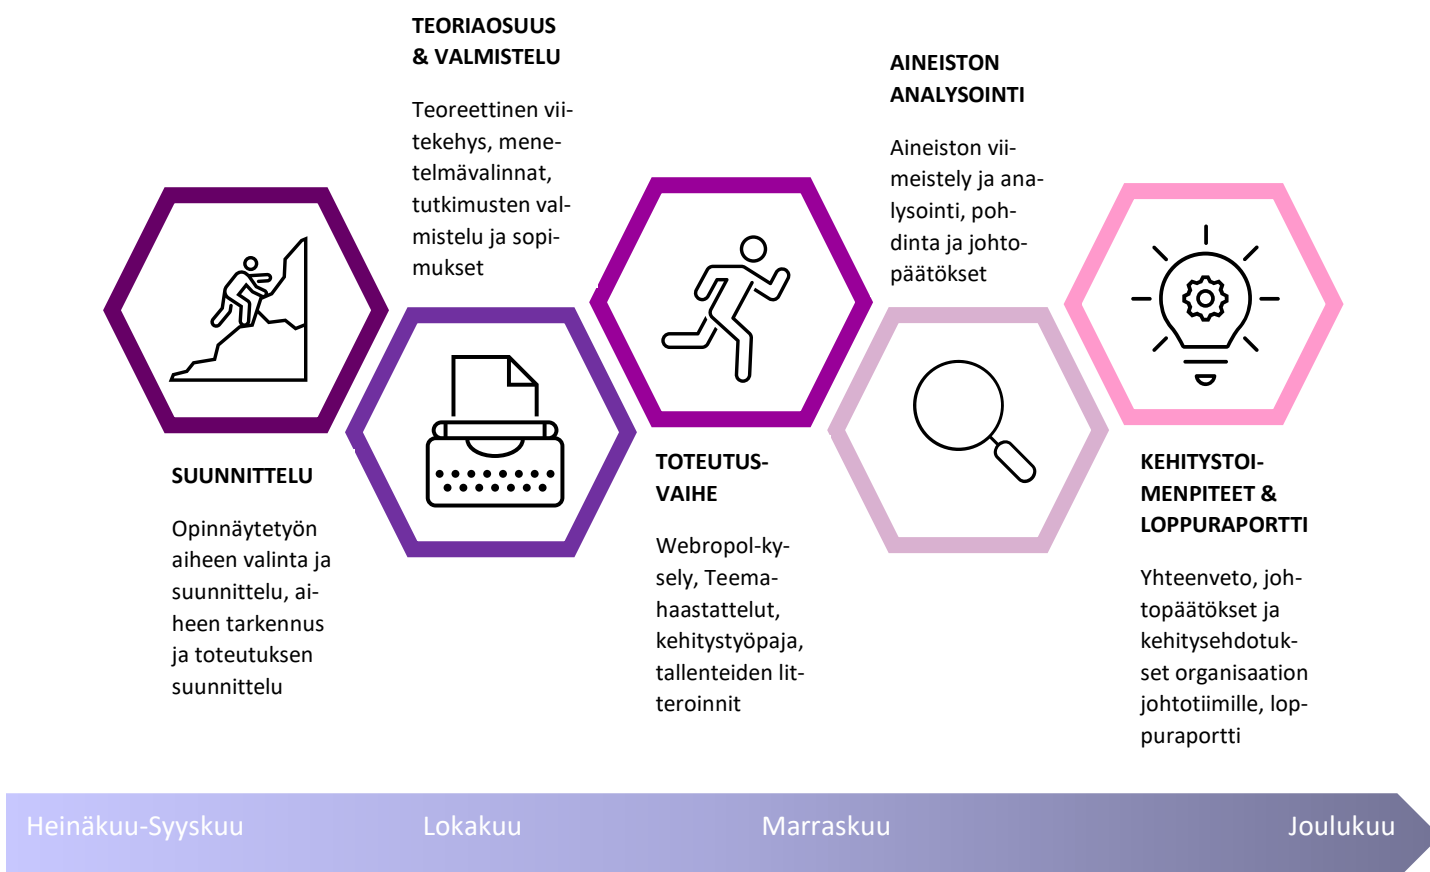 TEORIAOSUUS
& VALMISTELU
Teoreettinen vii-
tekehys, mene-
telmävalinnat,
tutkimusten val-
mistelu ja sopi-
mukset
AINEISTON
ANALYSOINTI
Aineiston vii-
meistely ja ana-
lysointi, poh-
dinta ja johto-
päätökset
SUUNNITTELU
Opinnäytetyön
aiheen valinta ja
suunnittelu, ai-
heen tarkennus
ja toteutuksen
suunnittelu
TOTEUTUS-
VAIHE
Webropol-ky-
sely, Teema-
haastattelut,
kehitystyöpaja,
tallenteiden lit-
teroinnit
KEHITYSTOI-
MENPITEET &
LOPPURAPORTTI
Yhteenveto, joh-
topäätökset ja
kehitysehdotuk-
set organisaation
johtotiimille, lop-
puraportti
Heinäkuu-Syyskuu
Lokakuu
Marraskuu
Joulukuu